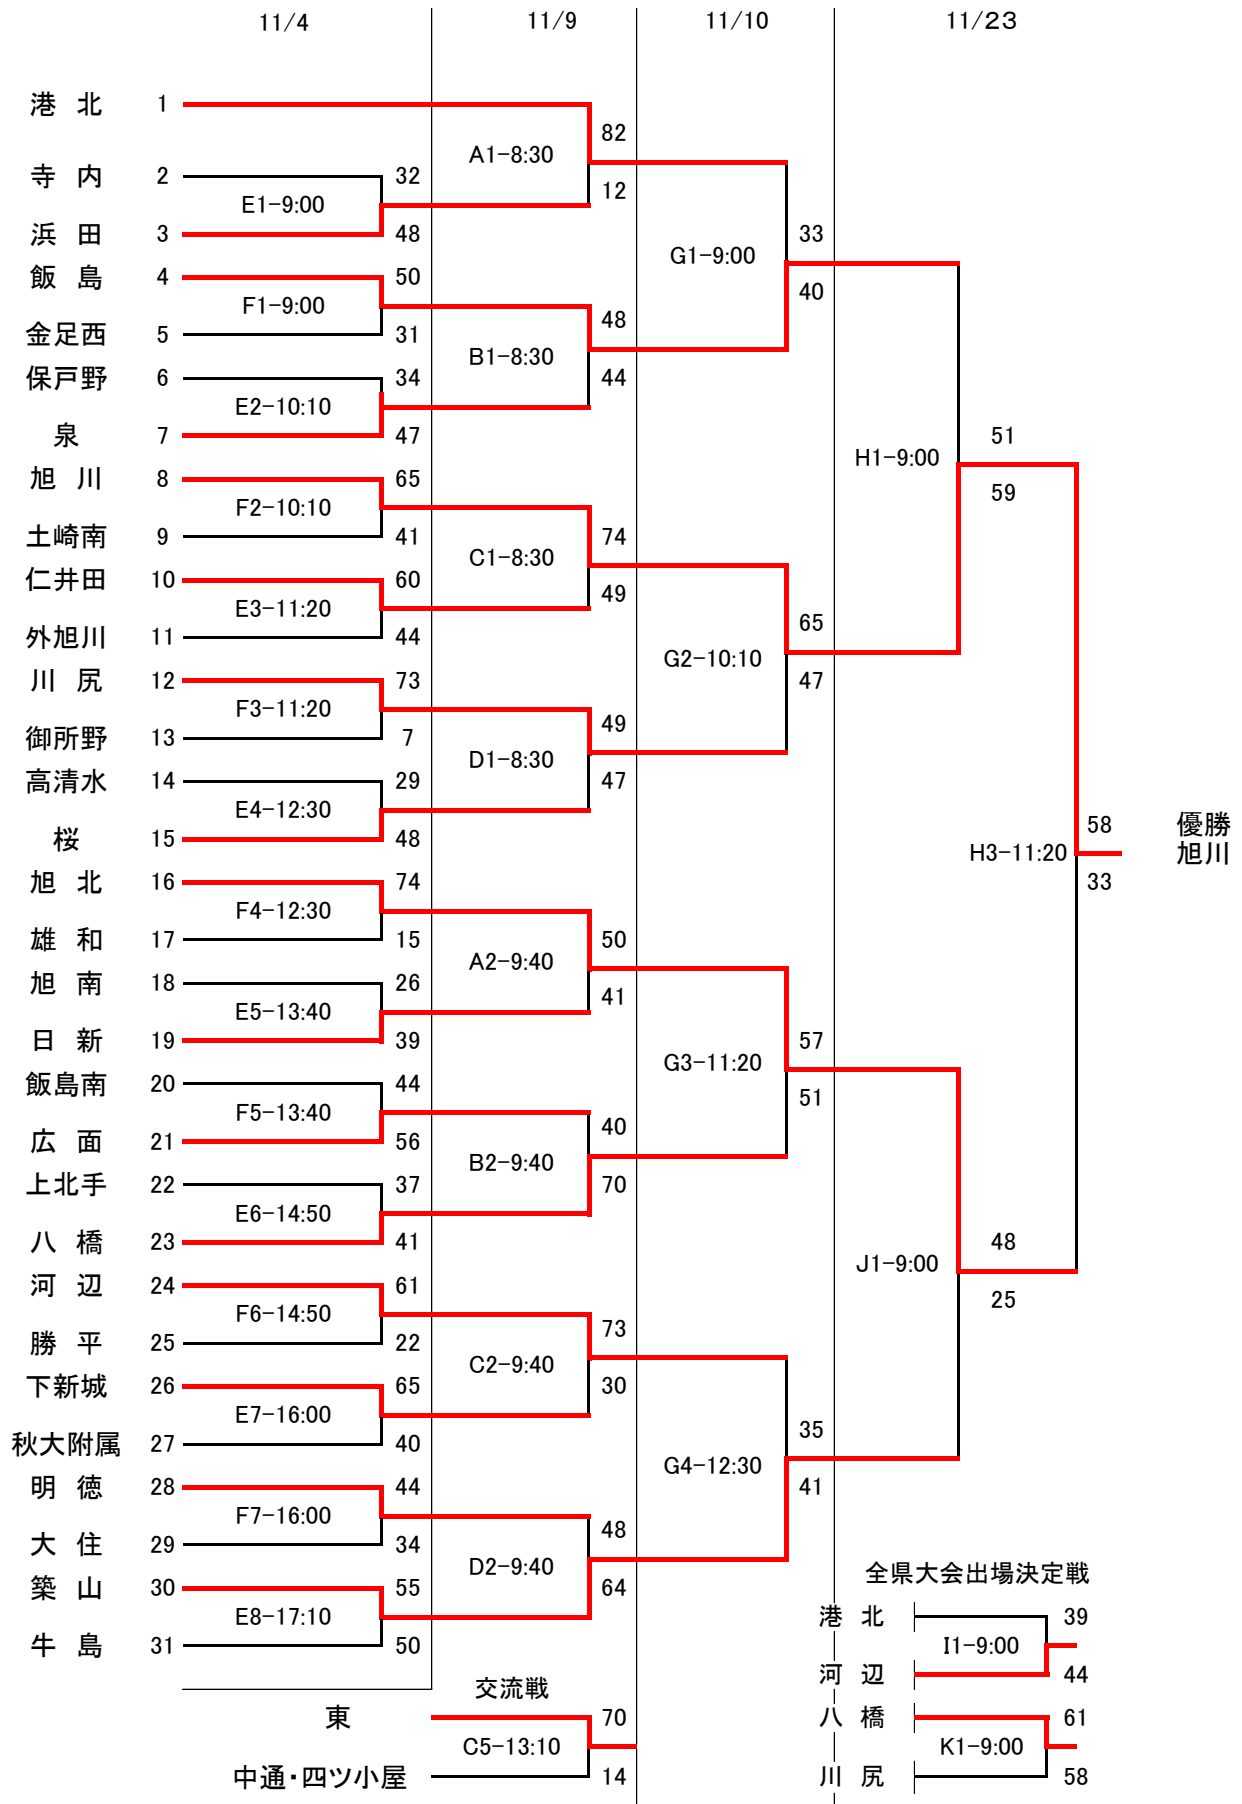 11/4 11/9 11/10 11/23
港 北 1
82
A1-8:30
寺 内 2 32
12
E1-9:00
浜 田 3 48
33
G1-9:00
飯 島 4 50
40
F1-9:00
48
金足西 5 31
B1-8:30
保戸野 6 34
44
E2-10:10
泉 7 47
51
H1-9:00
旭 川 8 65
59
F2-10:10
土崎南 9 41
74
C1-8:30
仁井田 10 60
49
E3-11:20
外旭川 11 44
65
G2-10:10
川 尻 12 73
47
F3-11:20
49
御所野 13 7
D1-8:30
高清水 14 29
47
E4-12:30
桜 15 48
58
優勝
旭川
H3-11:20
旭 北 16 74
33
F4-12:30
雄 和 17 15
50
A2-9:40
旭 南 18 26
41
E5-13:40
日 新 19 39
57
G3-11:20
飯島南 20 44
51
F5-13:40
40
広 面 21 56
B2-9:40
上北手 22 37
70
E6-14:50
八 橋 23 41
48
J1-9:00
河 辺 24 61
25
F6-14:50
勝 平 25 22
73
C2-9:40
下新城 26 65
30
E7-16:00
秋大附属 27 40
35
G4-12:30
明 徳 28 44
41
F7-16:00
48
大 住 29 34
D2-9:40
築 山 30 55
64
E8-17:10
牛 島 31 50
全県大会出場決定戦
港 北 39
I1-9:00
河 辺 44
八 橋 61
K1-9:00
川 尻 58
交流戦
東 70
C5-13:10
中通・四ツ小屋 14